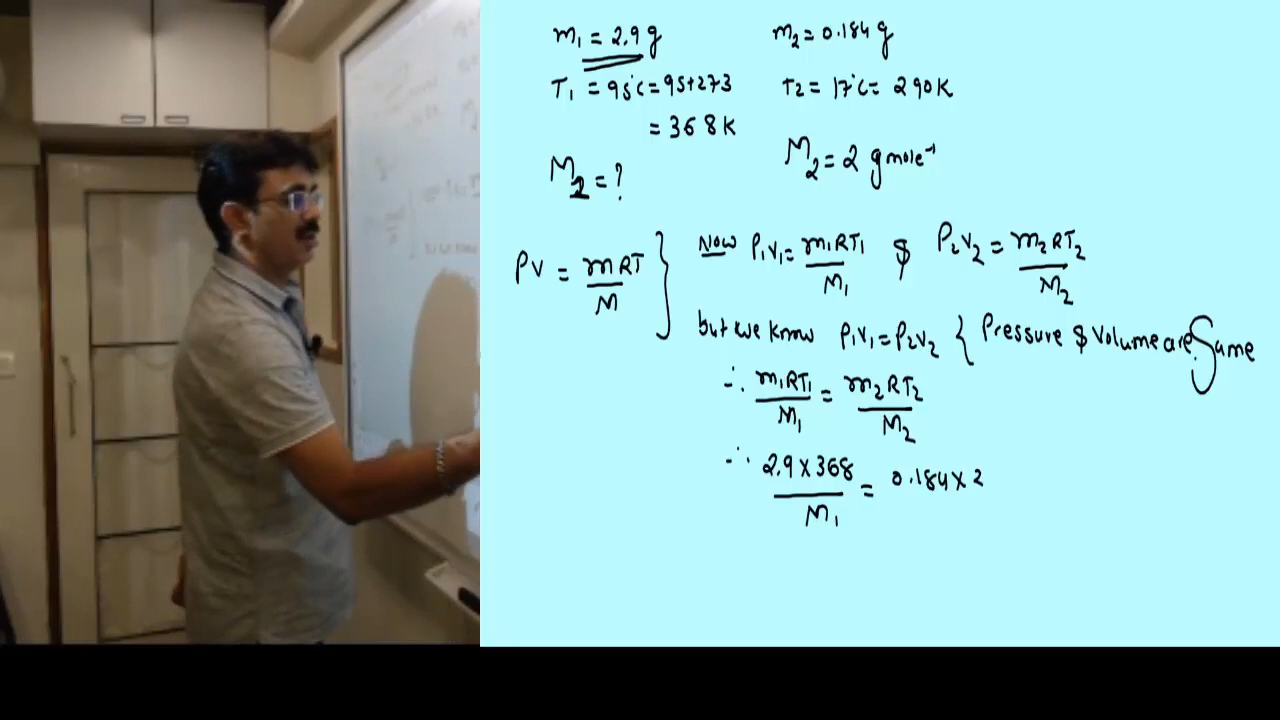 m₁ = 2.9 g m₂ = 0.184 g
T₁ = 95°C = 95+273 T₂ = 17°C = 290 K
= 368 K
M₂ = ? M₂ = 2 g mole⁻¹
PV = mRT/M } Now P₁V₁ = m₁RT₁/M₁ $ P₂V₂ = m₂RT₂/M₂
but we know P₁V₁ = P₂V₂ { Pressure $ Volume are Same
∴ m₁RT₁/M₁ = m₂RT₂/M₂
∴ 2.9 × 368/M₁ = 0.184 × 2